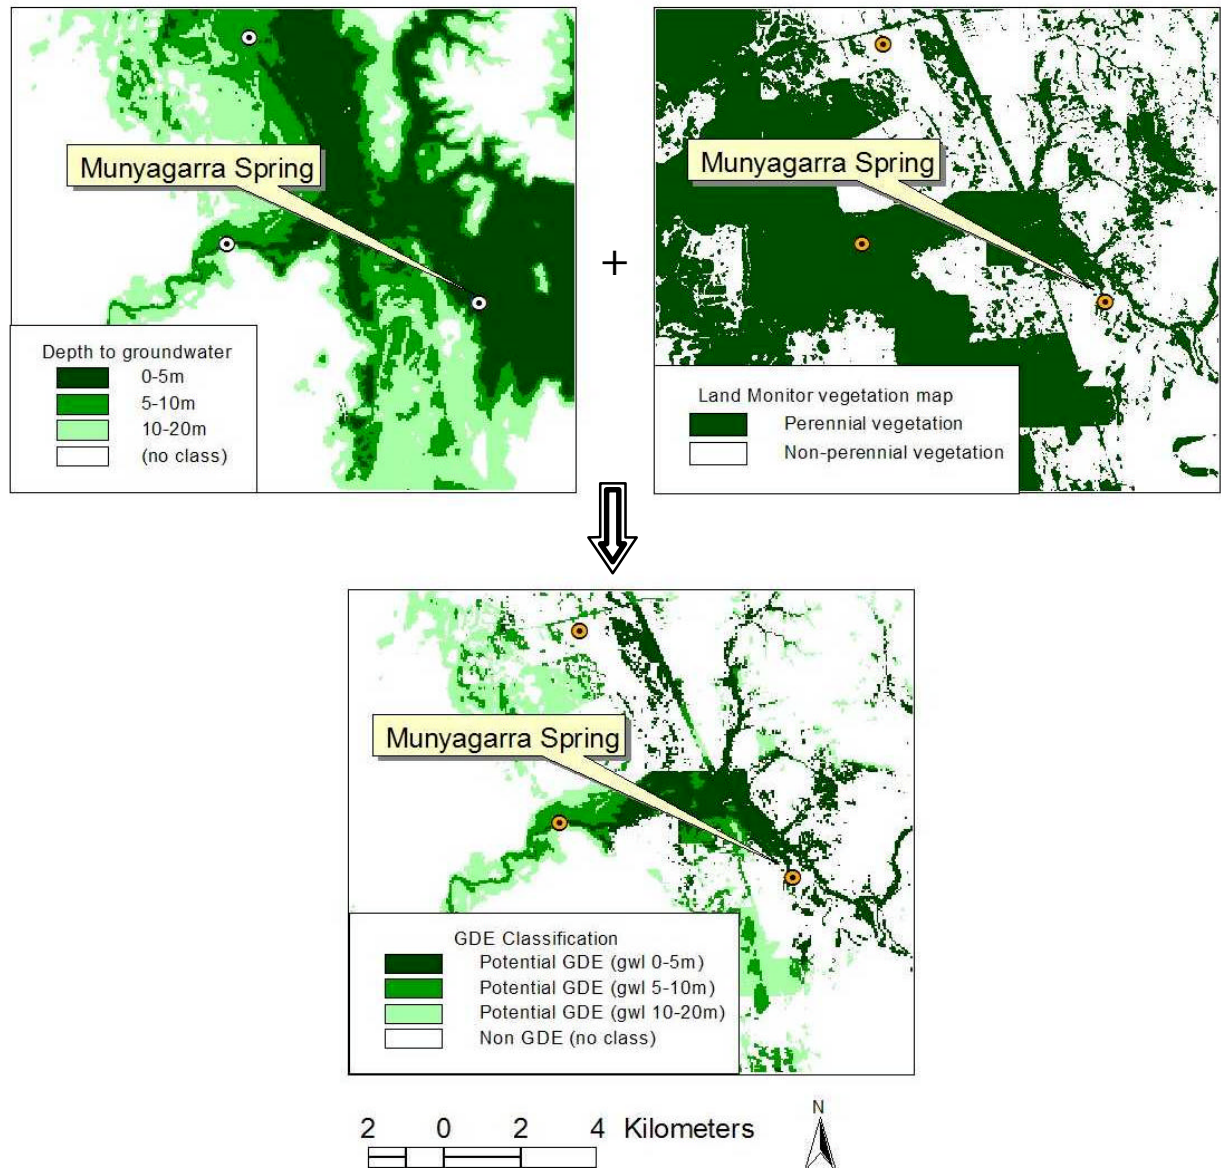 Munyagarra Spring
Depth to groundwater
0-5m
5-10m
10-20m
(no class)
+
Munyagarra Spring
Land Monitor vegetation map
Perennial vegetation
Non-perennial vegetation
Munyagarra Spring
GDE Classification
Potential GDE (gwl 0-5m)
Potential GDE (gwl 5-10m)
Potential GDE (gwl 10-20m)
Non GDE (no class)
2 0 2 4 Kilometers
N